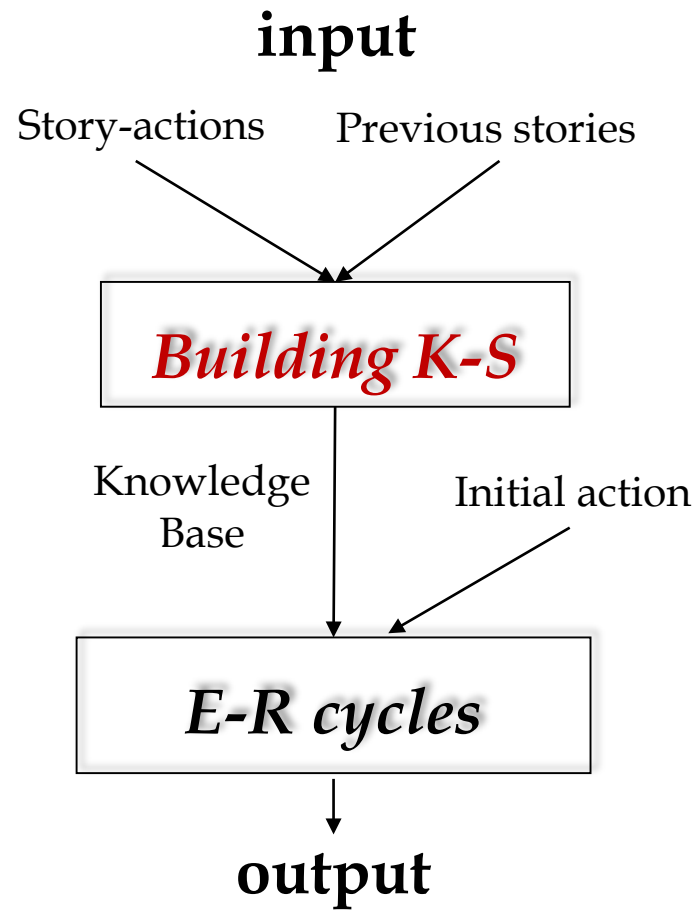 input
Story-actions
Previous stories
Building K-S
Knowledge
Base
Initial action
E-R cycles
output